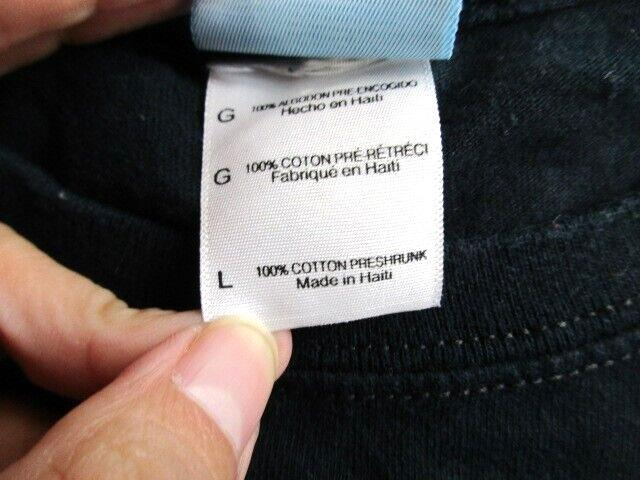 G 100% ALGODON PRE-ENCOGIDO
Hecho en Haiti
G 100% COTON PRÉ-RÉTRÉCI
Fabriqué en Haiti
L 100% COTTON PRESHRUNK
Made in Haiti